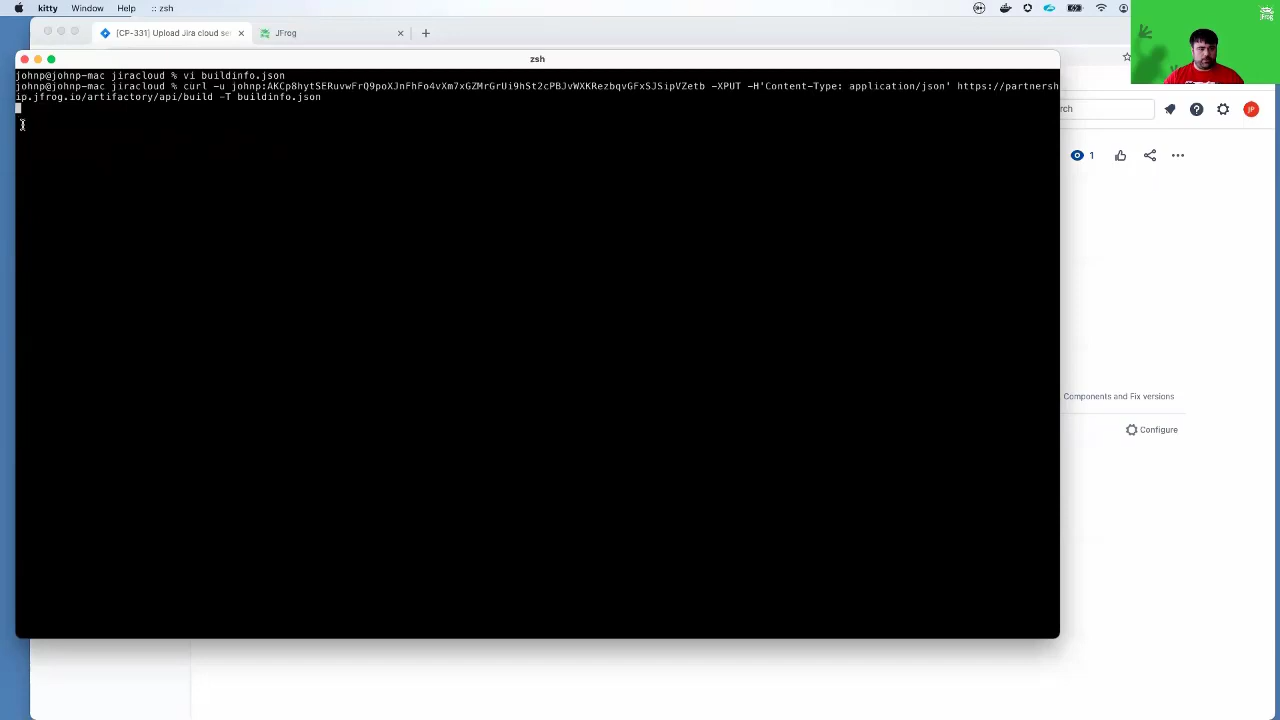 kitty Window Help :: zsh
JFrog
[CP-331] Upload Jira cloud se JFrog
zsh
johnp@johnp-mac jiracloud % vi buildinfo.json
johnp@johnp-mac jiracloud % curl -u johnp: -XPUT -H'Content-Type: application/json' https://partnersh
ip.jfrog.io/artifactory/api/build -T buildinfo.json
rch
JP
1
Components and Fix versions
Configure